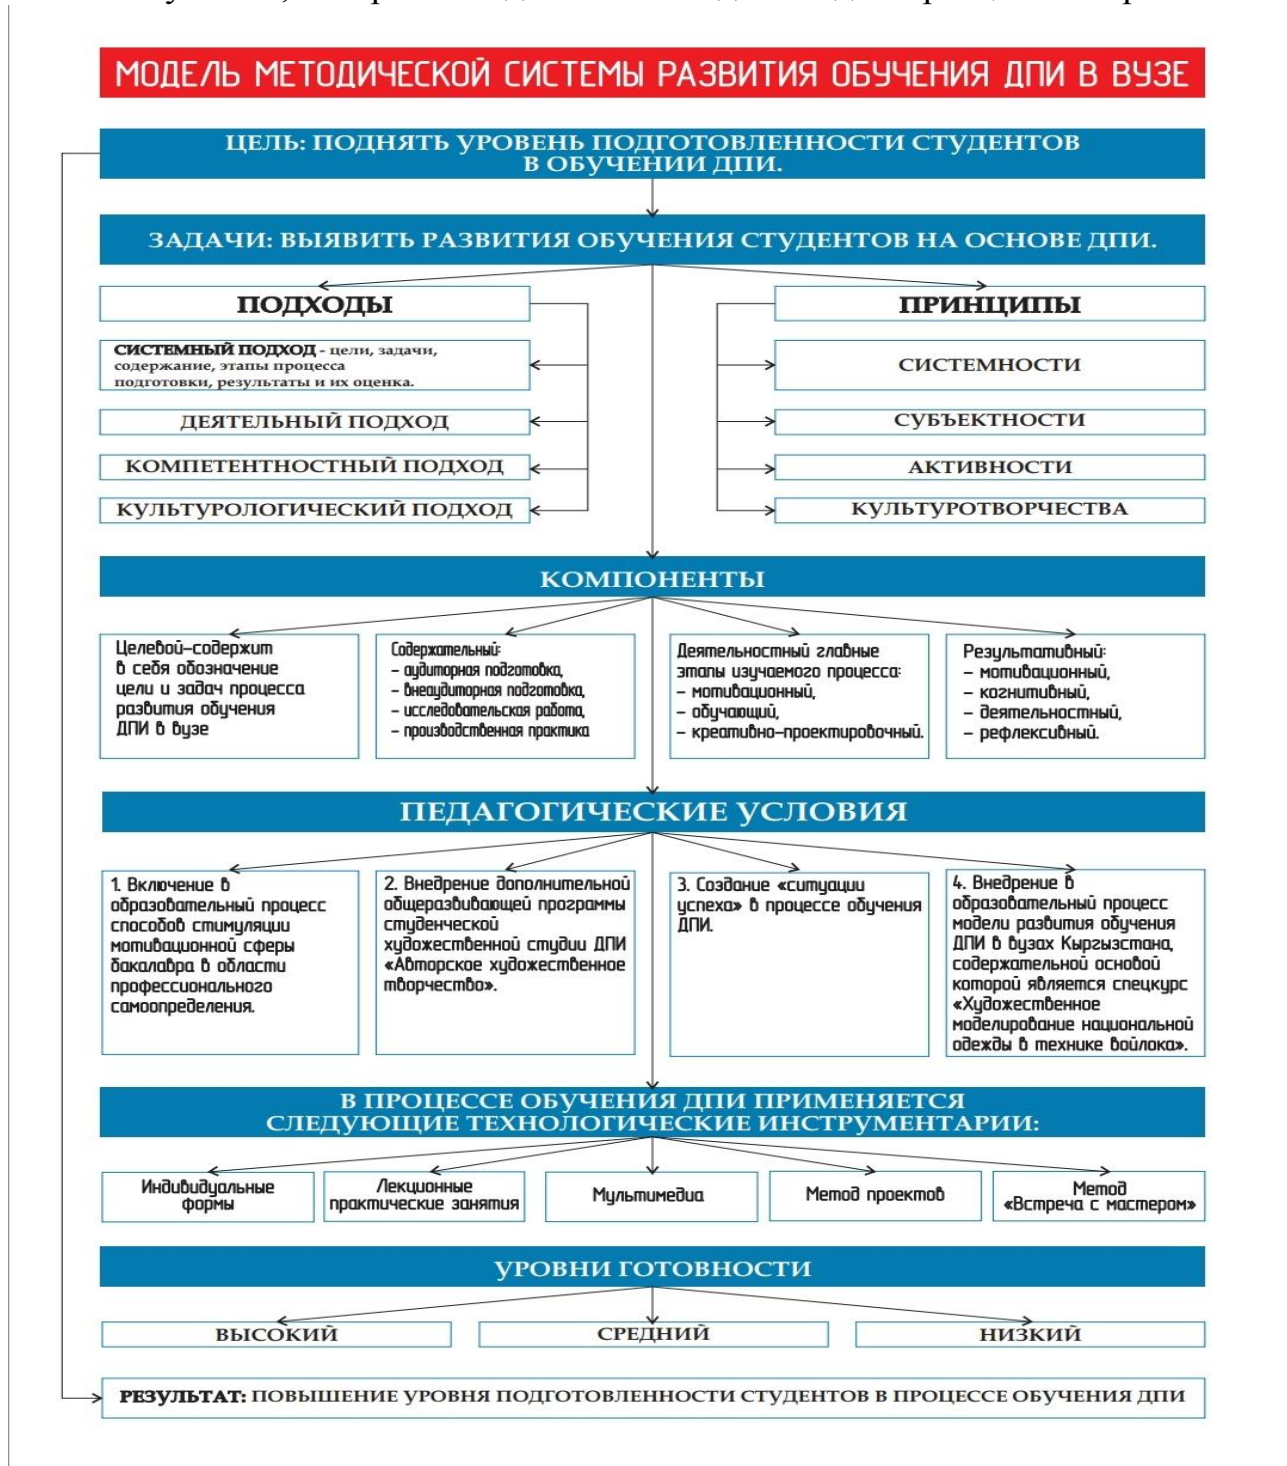 МОДЕЛЬ МЕТОДИЧЕСКОЙ СИСТЕМЫ РАЗВИТИЯ ОБУЧЕНИЯ ДПИ В ВУЗЕ
ЦЕЛЬ: ПОДНЯТЬ УРОВЕНЬ ПОДГОТОВЛЕННОСТИ СТУДЕНТОВ
В ОБУЧЕНИИ ДПИ.
ЗАДАЧИ: ВЫЯВИТЬ РАЗВИТИЯ ОБУЧЕНИЯ СТУДЕНТОВ НА ОСНОВЕ ДПИ.
ПОДХОДЫ
СИСТЕМНЫЙ ПОДХОД - цели, задачи,
содержание, этапы процесса
подготовки, результаты и их оценка.
ДЕЯТЕЛЬНЫЙ ПОДХОД
КОМПЕТЕНТНОСТНЫЙ ПОДХОД
КУЛЬТУРОЛОГИЧЕСКИЙ ПОДХОД
ПРИНЦИПЫ
СИСТЕМНОСТИ
СУБЪЕКТНОСТИ
АКТИВНОСТИ
КУЛЬТУРОТВОРЧЕСТВА
КОМПОНЕНТЫ
Целевой–содержит
в себя обозначение
цели и задач процесса
развития обучения
ДПИ в вузе
Содержательный:
– аудиторная подготовка,
– внеаудиторная подготовка,
– исследовательская работа,
– производственная практика
Деятельностный главные
этапы изучаемого процесса:
– мотивационный,
– обучающий,
– креативно–проектировочный.
Результативный:
– мотивационный,
– когнитивный,
– деятельностный,
– рефлексивный.
ПЕДАГОГИЧЕСКИЕ УСЛОВИЯ
1. Включение в
образовательный процесс
способов стимуляции
мотивационной сферы
бакалавра в области
профессионального
самоопределения.
2. Внедрение дополнительной
общеразвивающей программы
студенческой
художественной студии ДПИ
«Авторское художественное
творчество».
3. Создание «ситуации
успеха» в процессе обучения
ДПИ.
4. Внедрение в
образовательный процесс
модели развития обучения
ДПИ в вузах Кыргызстана,
содержательной основой
которой является спецкурс
«Художественное
моделирование национальной
одежды в технике войлока».
В ПРОЦЕССЕ ОБУЧЕНИЯ ДПИ ПРИМЕНЯЕТСЯ
СЛЕДУЮЩИЕ ТЕХНОЛОГИЧЕСКИЕ ИНСТРУМЕНТАРИИ:
Индивидуальные
формы
Лекционные
практические занятия
Мультимедиа
Метод проектов
Метод
«Встреча с мастером»
УРОВНИ ГОТОВНОСТИ
ВЫСОКИЙ
СРЕДНИЙ
НИЗКИЙ
РЕЗУЛЬТАТ: ПОВЫШЕНИЕ УРОВНЯ ПОДГОТОВЛЕННОСТИ СТУДЕНТОВ В ПРОЦЕССЕ ОБУЧЕНИЯ ДПИ